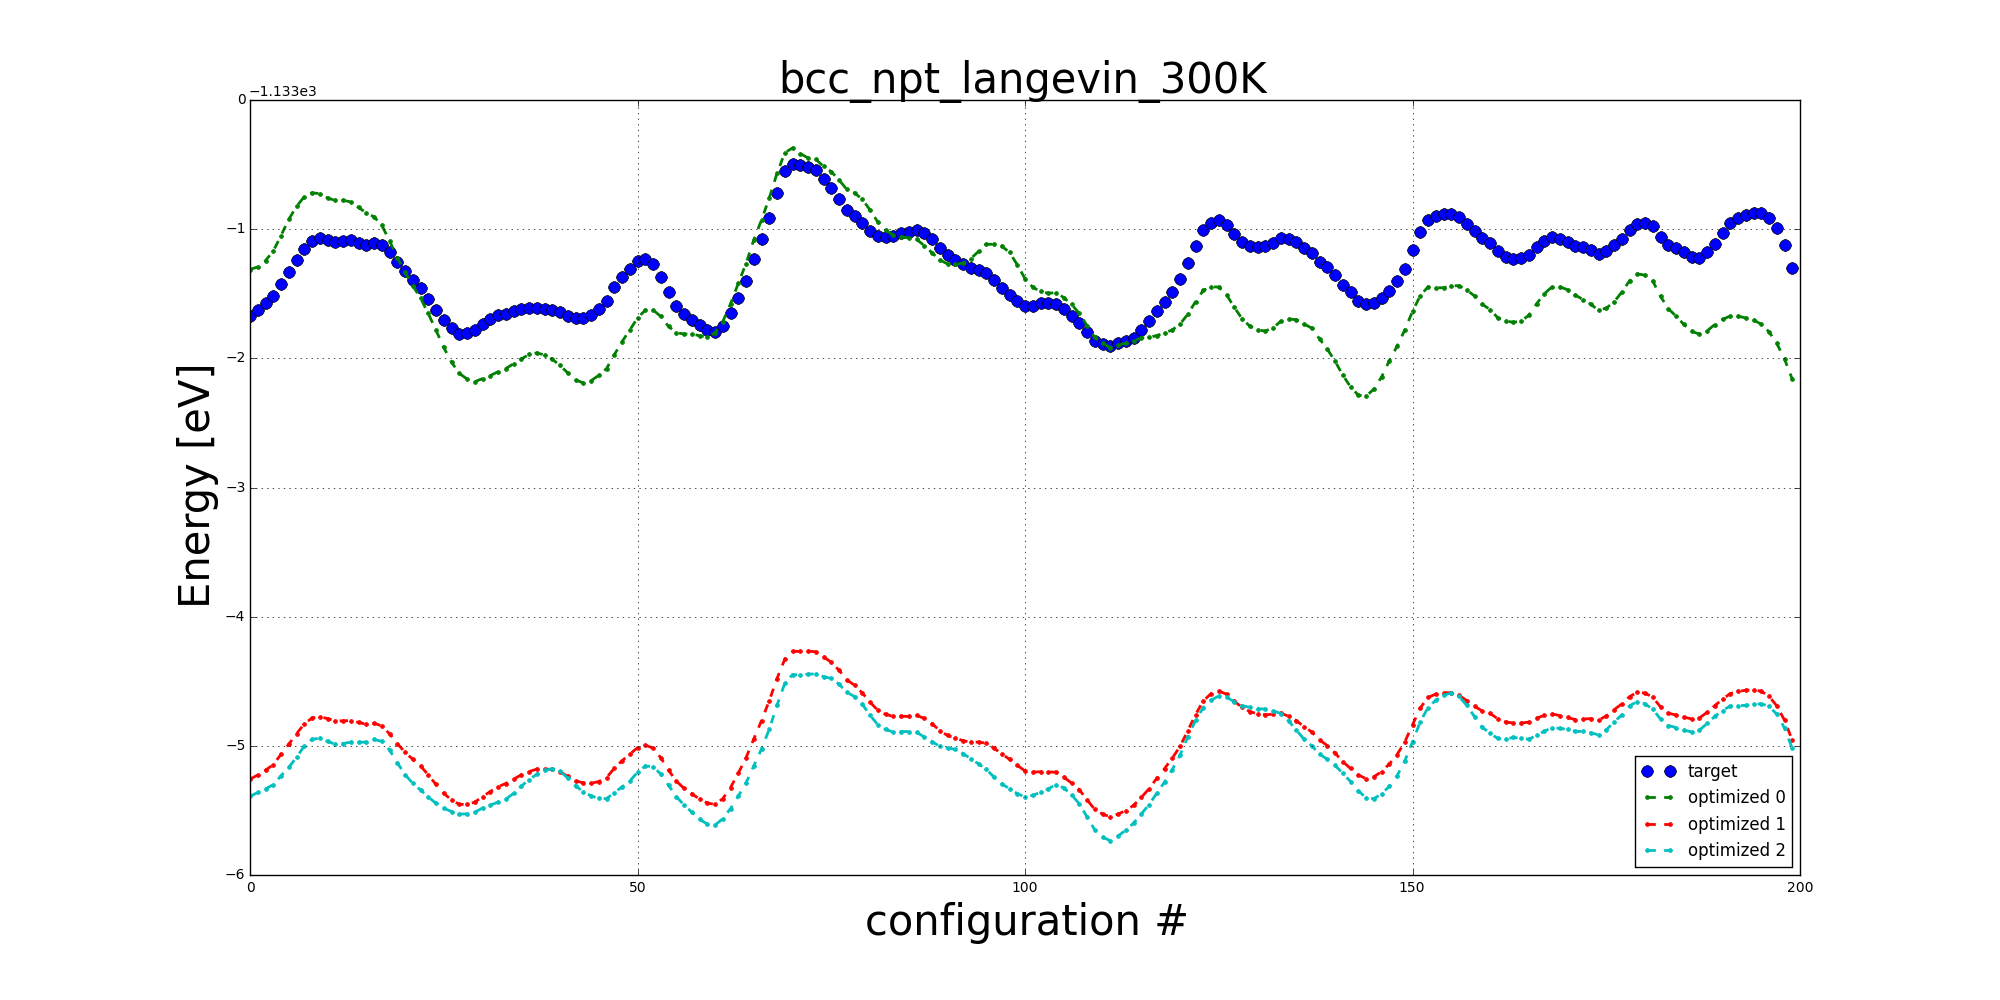 bcc_npt_langevin_300K
−1.133e3
0
−1
−2
−3
−4
−5
−6
Energy [eV]
0 50 100 150 200
configuration #
target
optimized 0
optimized 1
optimized 2